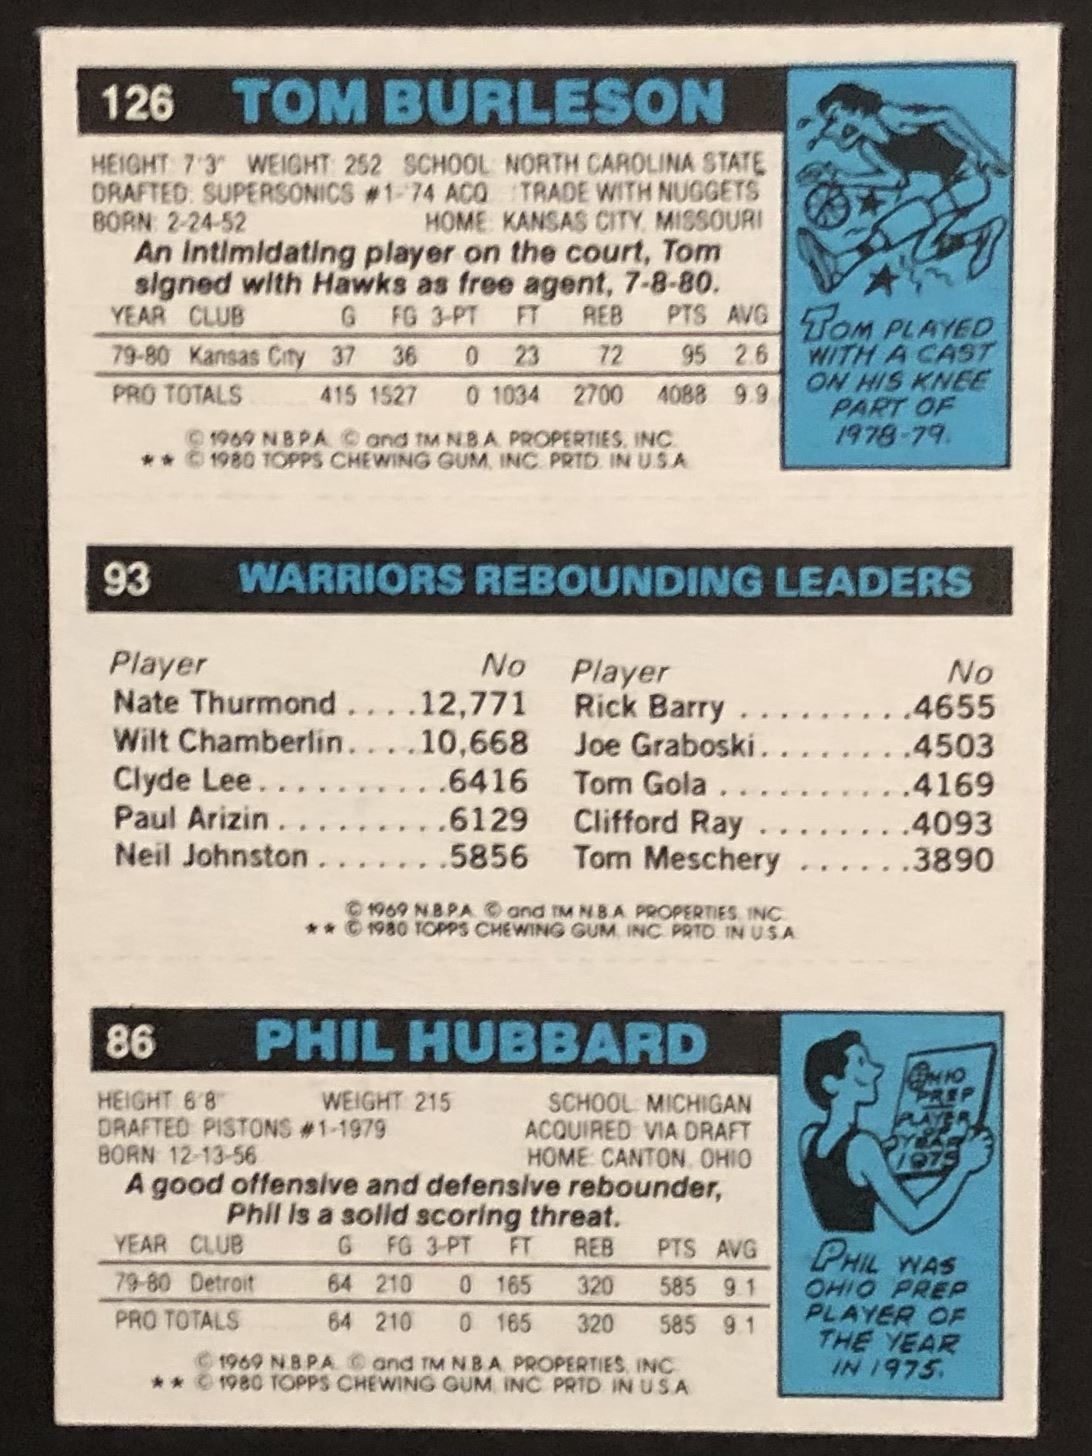 126 TOM BURLESON
HEIGHT 7'3" WEIGHT 252 SCHOOL NORTH CAROLINA STATE
DRAFTED: SUPERSONICS #1-'74 ACQ : TRADE WITH NUGGETS
BORN: 2-24-52 HOME: KANSAS CITY, MISSOURI
An intimidating player on the court, Tom
signed with Hawks as free agent, 7-8-80.
YEAR CLUB G FG 3-PT FT REB PTS AVG
79-80 Kansas City 37 36 0 23 72 95 2.6
PRO TOTALS 415 1527 0 1034 2700 4088 9.9
© 1969 N.B.P.A. © and TM N.B.A. PROPERTIES, INC.
** © 1980 TOPPS CHEWING GUM, INC. PRTD. IN U.S.A.
TOM PLAYED
WITH A CAST
ON HIS KNEE
PART OF
1978-79.
93 WARRIORS REBOUNDING LEADERS
Player No Player No
Nate Thurmond ....12,771 Rick Barry .........4655
Wilt Chamberlin....10,668 Joe Graboski........4503
Clyde Lee..........6416 Tom Gola ..........4169
Paul Arizin.........6129 Clifford Ray ........4093
Neil Johnston.......5856 Tom Meschery ......3890
© 1969 N.B.P.A. © and TM N.B.A. PROPERTIES, INC.
** © 1980 TOPPS CHEWING GUM, INC. PRTD. IN U.S.A.
86 PHIL HUBBARD
HEIGHT 6'8" WEIGHT 215 SCHOOL: MICHIGAN
DRAFTED: PISTONS #1-1979 ACQUIRED: VIA DRAFT
BORN: 12-13-56 HOME: CANTON, OHIO
A good offensive and defensive rebounder,
Phil is a solid scoring threat.
YEAR CLUB G FG 3-PT FT REB PTS AVG
79-80 Detroit 64 210 0 165 320 585 9.1
PRO TOTALS 64 210 0 165 320 585 9.1
© 1969 N.B.P.A. © and TM N.B.A. PROPERTIES, INC.
** © 1980 TOPPS CHEWING GUM, INC. PRTD. IN U.S.A.
OHIO
PREP
PLAYER
OF
YEAR
1975
PHIL WAS
OHIO PREP
PLAYER OF
THE YEAR
IN 1975.